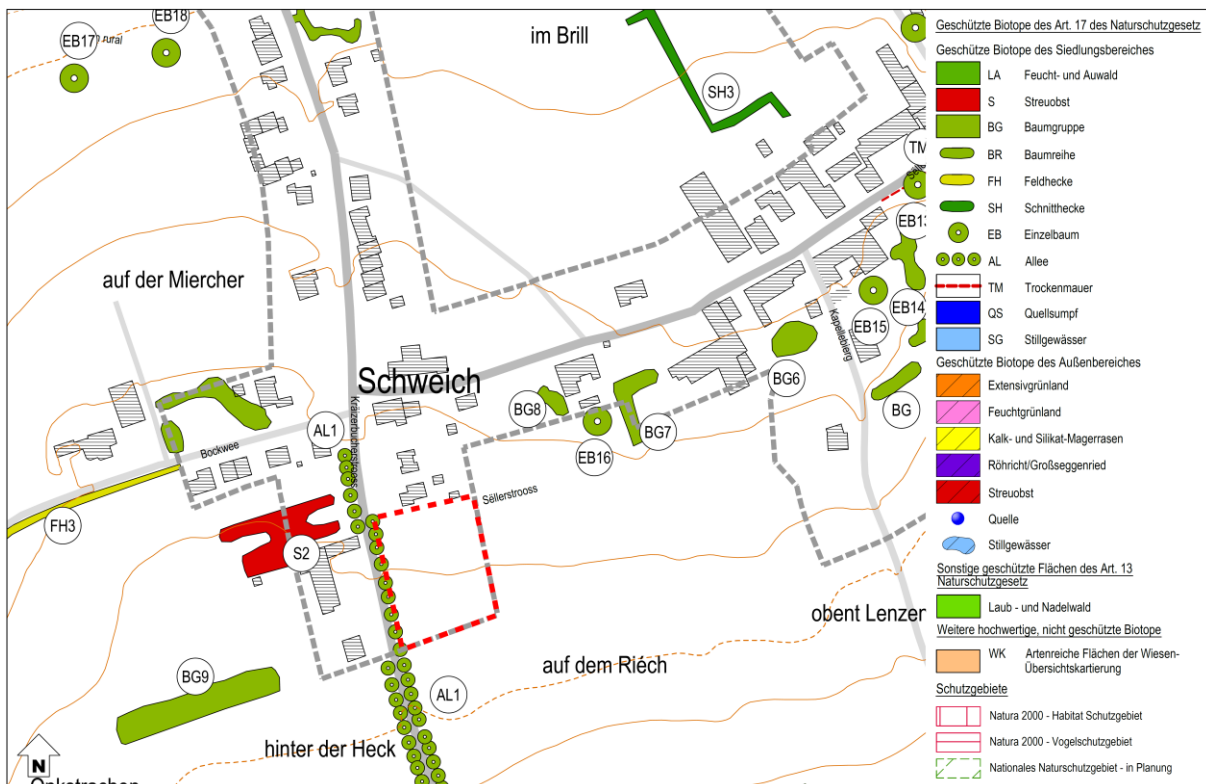 EB18
EB17
rural
im Brill
SH3
TM
EB13
auf der Miercher
EB14
EB15
Kapellebierg
Schweich
BG6
BG8
BG
AL1
Bockwee
BG7
EB16
Sëllerstrooss
FH3
S2
obent Lenzen
auf dem Riéch
BG9
AL1
hinter der Heck
N
Geschützte Biotope des Art. 17 des Naturschutzgesetz
Geschütze Biotope des Siedlungsbereiches
LA Feucht- und Auwald
S Streuobst
BG Baumgruppe
BR Baumreihe
FH Feldhecke
SH Schnitthecke
EB Einzelbaum
AL Allee
TM Trockenmauer
QS Quellsumpf
SG Stillgewässer
Geschützte Biotope des Außenbereiches
Extensivgrünland
Feuchtgrünland
Kalk- und Silikat-Magerrasen
Röhricht/Großseggenried
Streuobst
Quelle
Stillgewässer
Sonstige geschützte Flächen des Art. 13
Naturschutzgesetz
Laub - und Nadelwald
Weitere hochwertige, nicht geschützte Biotope
WK Artenreiche Flächen der Wiesen-
Übersichtskartierung
Schutzgebiete
Natura 2000 - Habitat Schutzgebiet
Natura 2000 - Vogelschutzgebiet
Nationales Naturschutzgebiet - in Planung